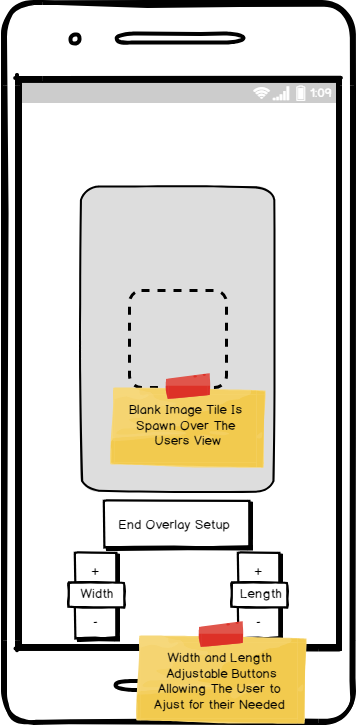 1:09
Blank Image Tile Is
Spawn Over The
Users View
End Overlay Setup
+ +
Width Length
- -
Width and Length
Adjustable Buttons
Allowing The User to
Ajust for their Needed